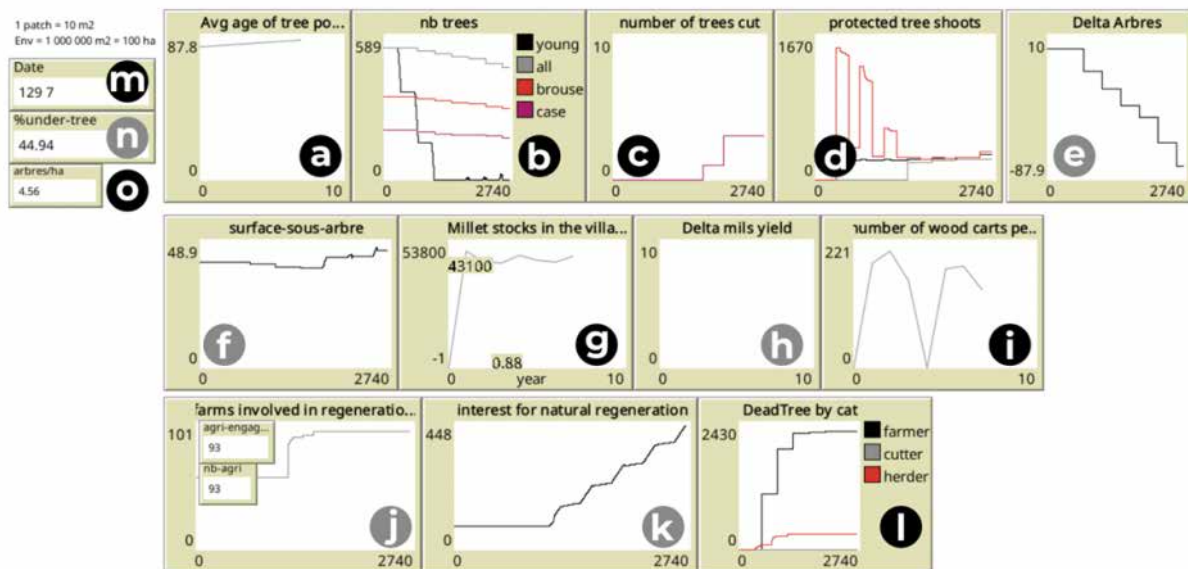 1 patch = 10 m2
Env = 1 000 000 m2 = 100 ha
Date
129 7
m
%under-tree
44.94
n
arbres/ha
4.56
o
Avg age of tree po...
87.8
0
0
10
a
nb trees
589
0
0
2740
young
all
brouse
case
b
number of trees cut
10
0
0
2740
c
protected tree shoots
1670
0
0
2740
d
Delta Arbres
10
-87.9
0
2740
e
surface-sous-arbre
48.9
0
0
2740
f
Millet stocks in the villa...
53800
43100
-1
0.88
0
year
10
g
Delta mils yield
10
0
0
10
h
number of wood carts pe...
221
0
0
10
i
farms involved in regeneratio...
101
agri-engag...
93
nb-agri
93
0
0
2740
j
interest for natural regeneration
448
0
0
2740
k
DeadTree by cat
2430
0
0
2740
farmer
cutter
herder
l